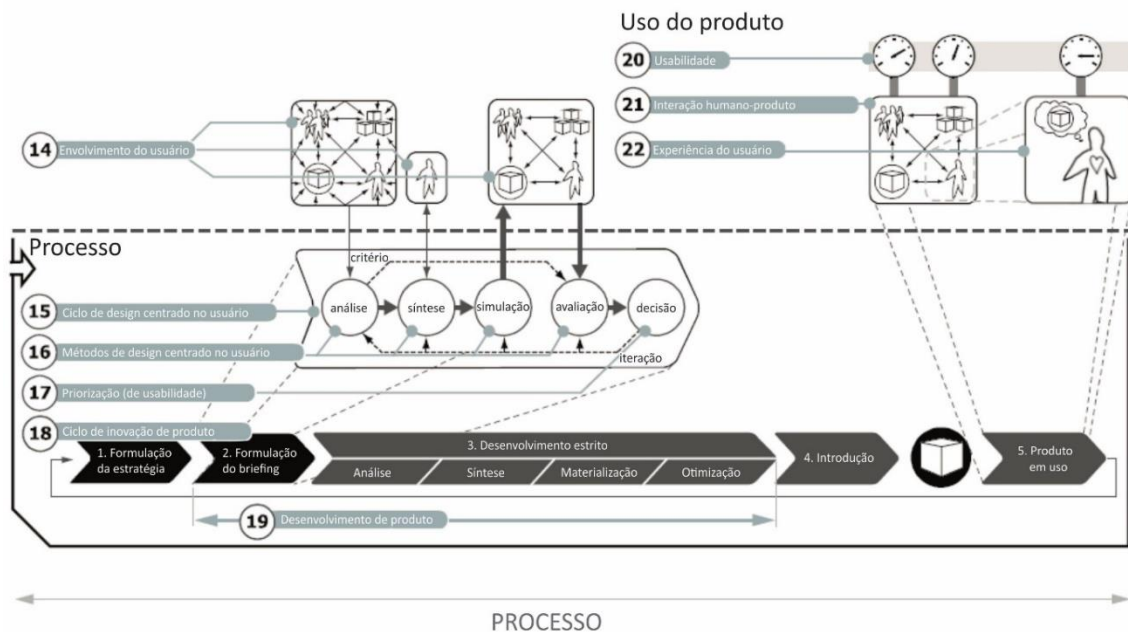 Uso do produto
20 Usabilidade
21 Interação humano-produto
22 Experiência do usuário
14 Envolvimento do usuário
Processo
critério
análise
síntese
simulação
avaliação
decisão
iteração
15 Ciclo de design centrado no usuário
16 Métodos de design centrado no usuário
17 Priorização (de usabilidade)
18 Ciclo de inovação de produto
1. Formulação
da estratégia
2. Formulação
do briefing
3. Desenvolvimento estrito
Análise
Síntese
Materialização
Otimização
4. Introdução
5. Produto
em uso
19 Desenvolvimento de produto
PROCESSO